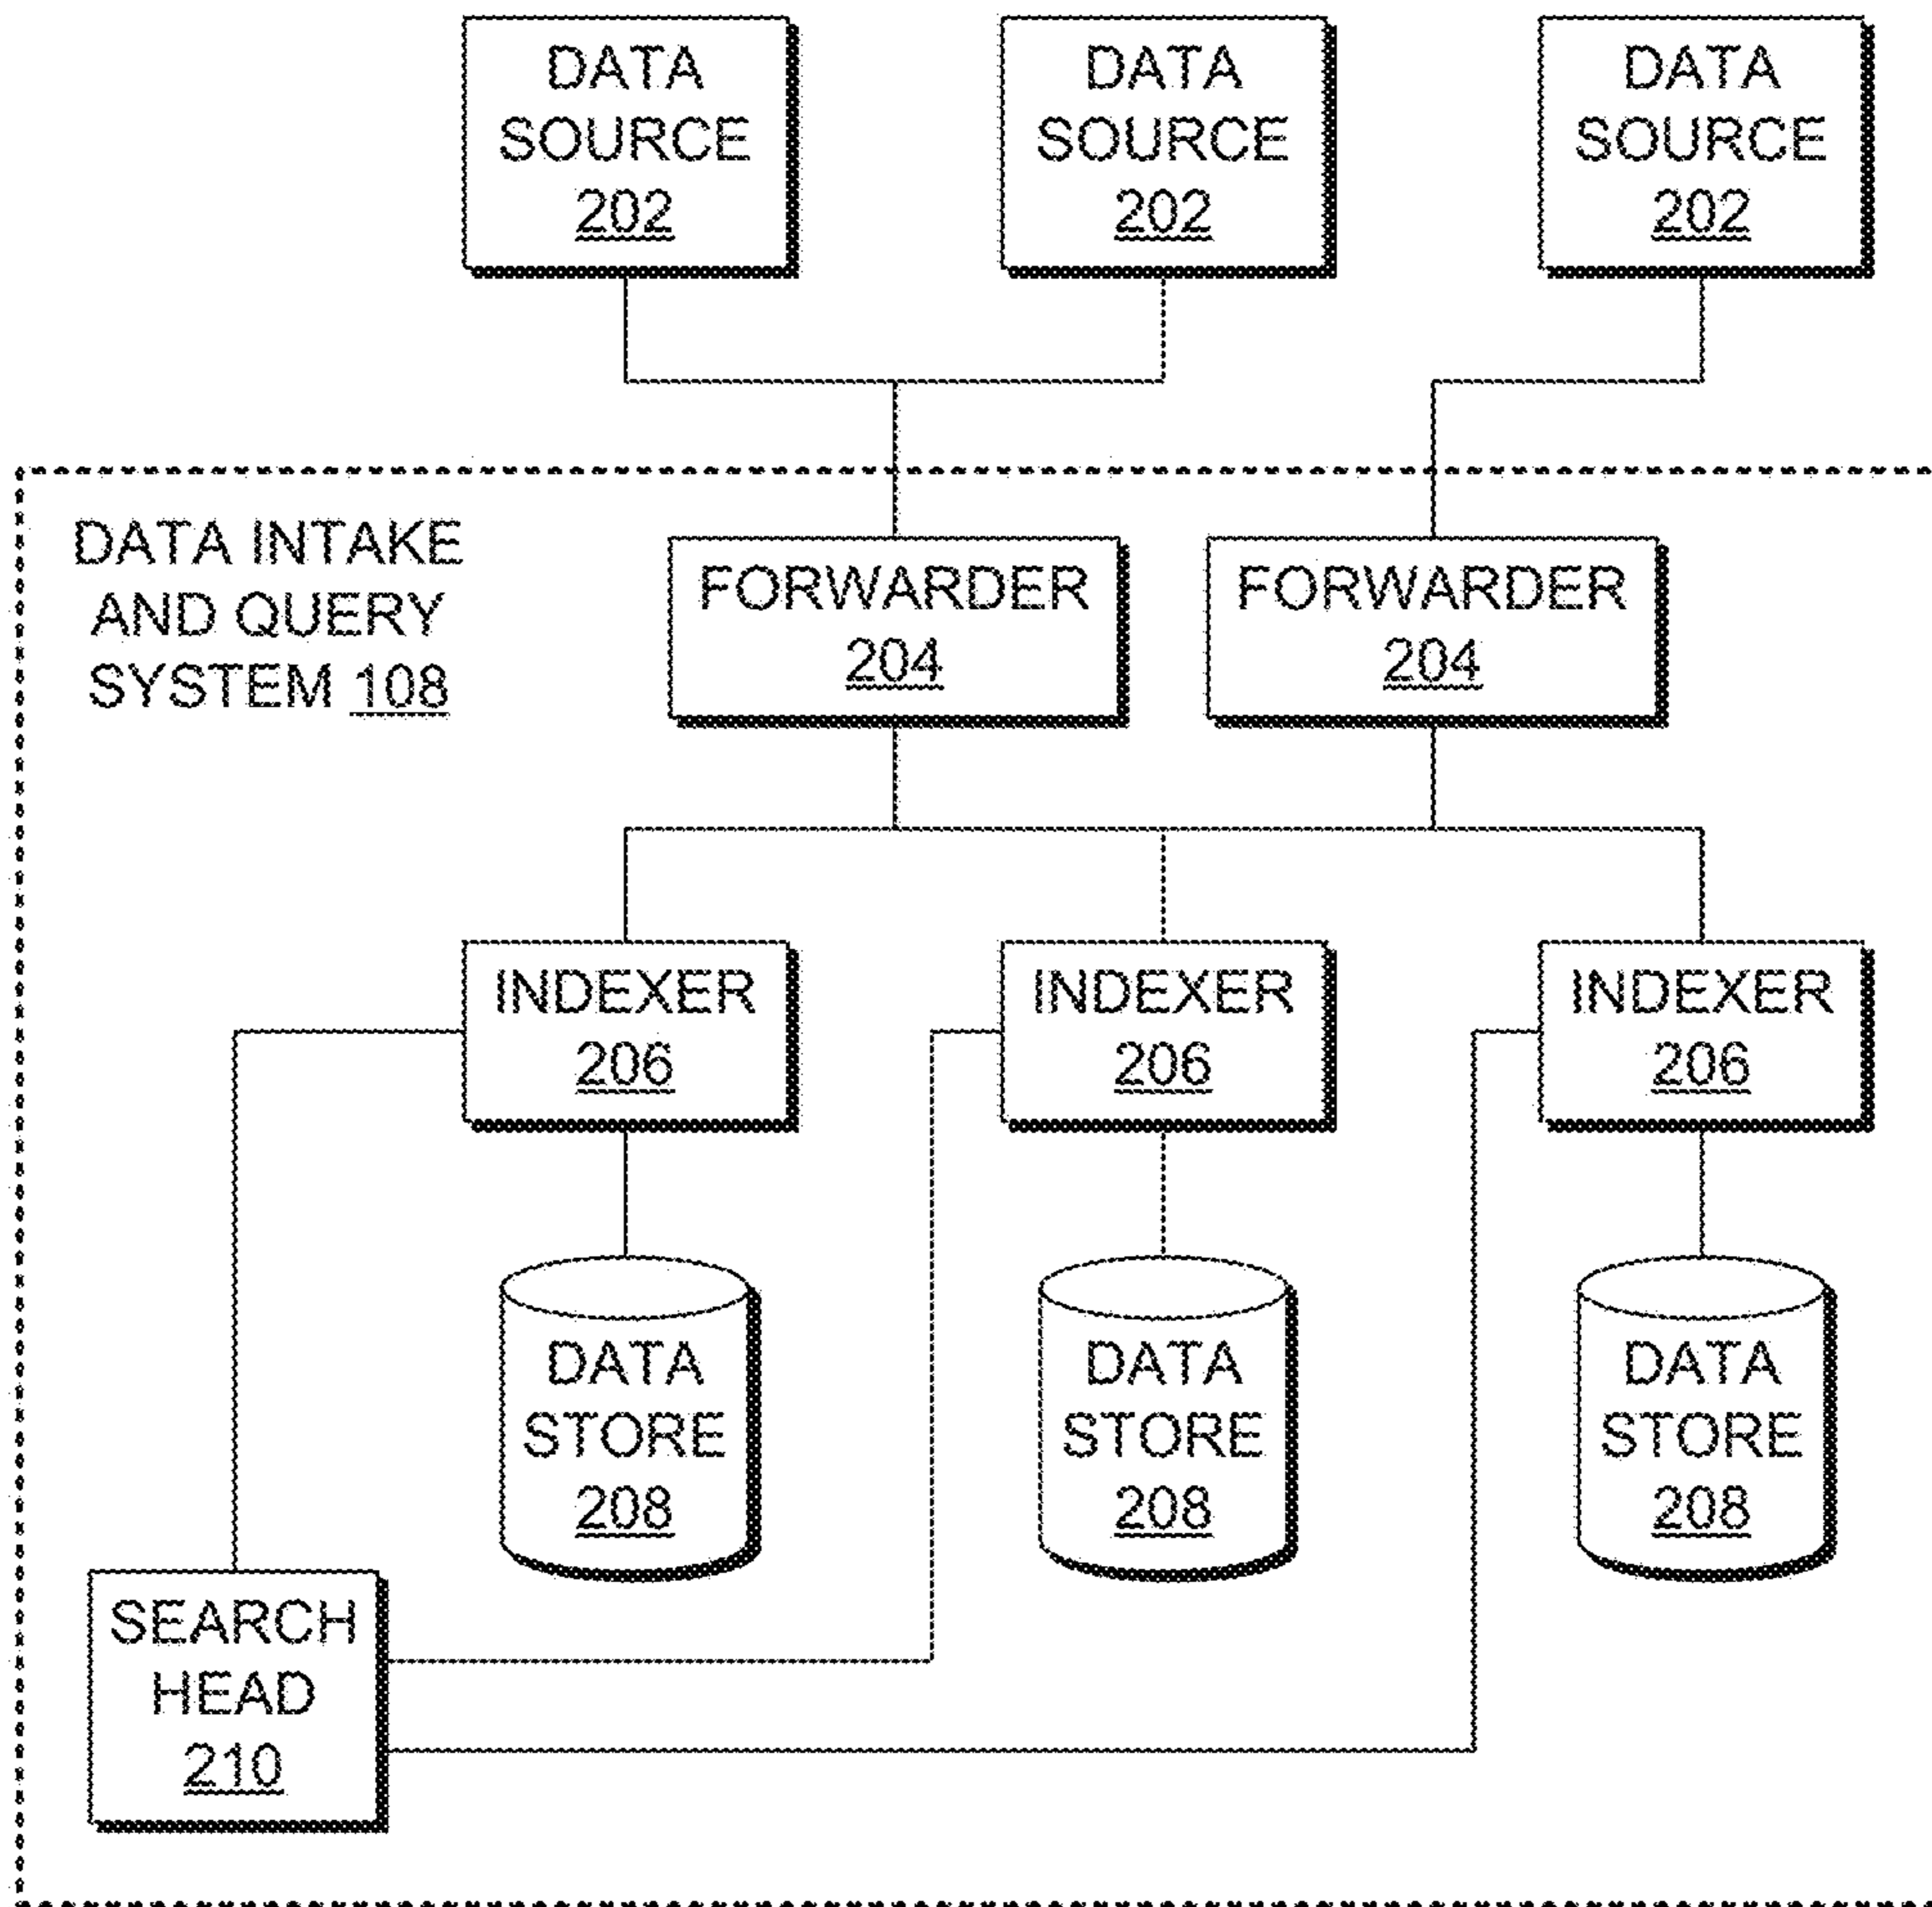 DATA
SOURCE
202
DATA
SOURCE
202
DATA
SOURCE
202
DATA INTAKE
AND QUERY
SYSTEM 108
FORWARDER
204
FORWARDER
204
INDEXER
206
INDEXER
206
INDEXER
206
DATA
STORE
208
DATA
STORE
208
DATA
STORE
208
SEARCH
HEAD
210